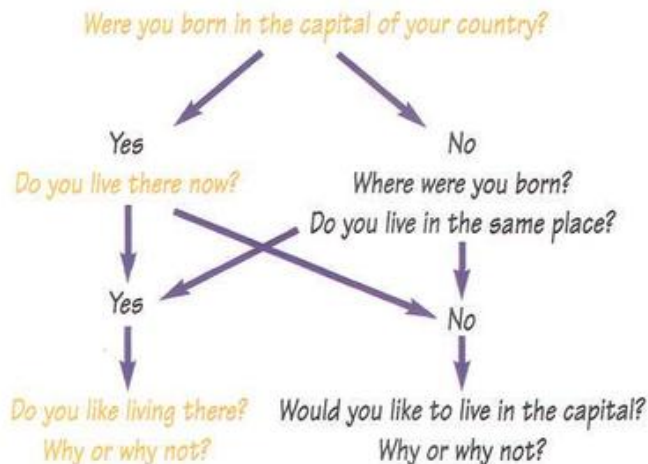 Were you born in the capital of your country?
Yes
No
Do you live there now?
Where were you born?
Do you live in the same place?
Yes
No
Do you like living there?
Would you like to live in the capital?
Why or why not?
Why or why not?